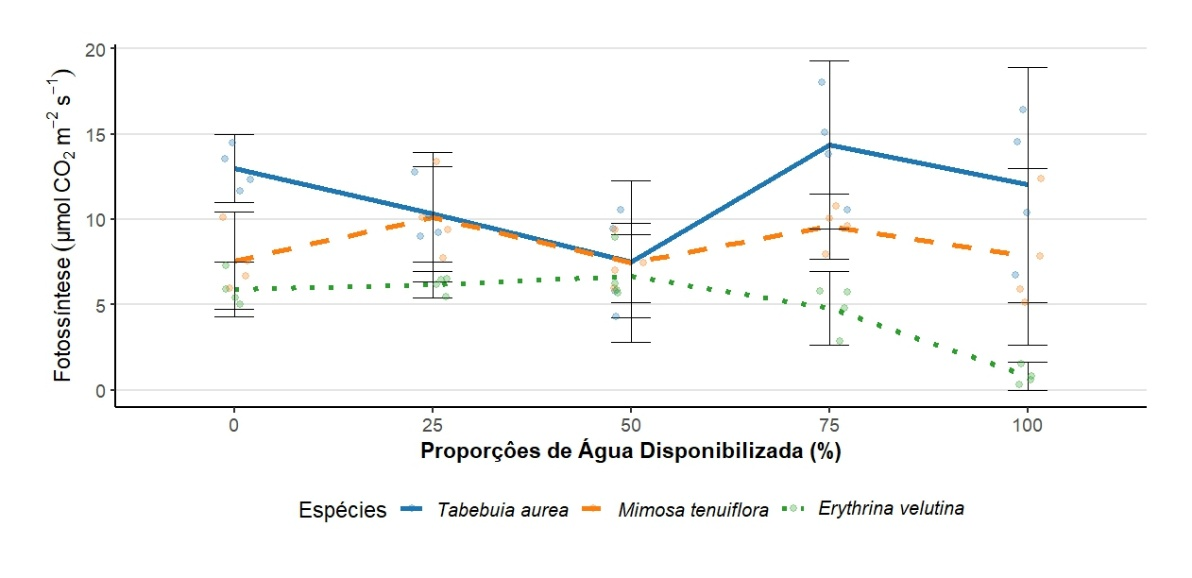 Fotossíntese (µmol CO₂ m⁻² s⁻¹)
20
15
10
5
0
0 25 50 75 100
Proporçôes de Água Disponibilizada (%)
Espécies Tabebuia aurea Mimosa tenuiflora Erythrina velutina